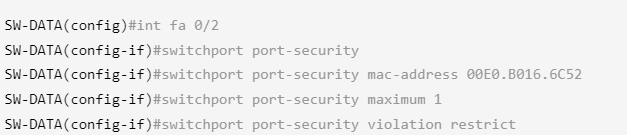 SW-DATA(config)#int fa 0/2
SW-DATA(config-if)#switchport port-security
SW-DATA(config-if)#switchport port-security mac-address 00E0.B016.6C52
SW-DATA(config-if)#switchport port-security maximum 1
SW-DATA(config-if)#switchport port-security violation restrict